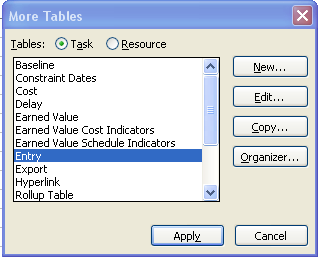 More Tables
Tables: Task Resource
Baseline
Constraint Dates
Cost
Delay
Earned Value
Earned Value Cost Indicators
Earned Value Schedule Indicators
Entry
Export
Hyperlink
Rollup Table
New...
Edit...
Copy...
Organizer...
Apply
Cancel